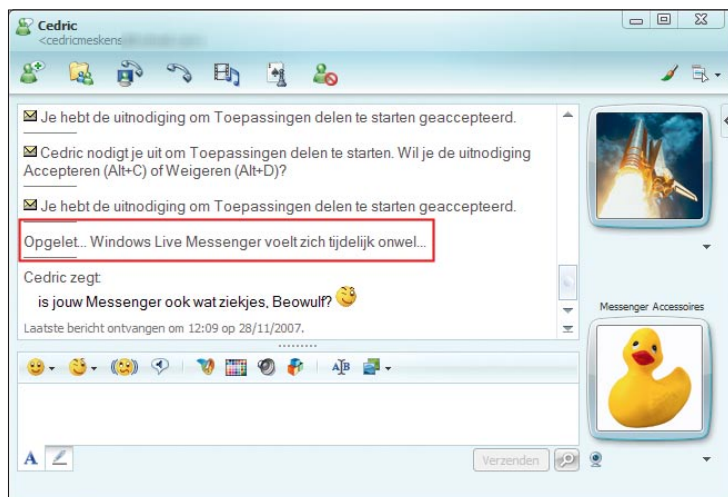 Cedric
<cedricmeskens
Je hebt de uitnodiging om Toepassingen delen te starten geaccepteerd.
Cedric nodigt je uit om Toepassingen delen te starten. Wil je de uitnodiging
Accepteren (Alt+C) of Weigeren (Alt+D)?
Je hebt de uitnodiging om Toepassingen delen te starten geaccepteerd.
Opgelet... Windows Live Messenger voelt zich tijdelijk onwel...
Cedric zegt:
is jouw Messenger ook wat ziekjes, Beowulf?
Laatste bericht ontvangen om 12:09 op 28/11/2007.
Messenger Accessoires
A B
A
Verzenden